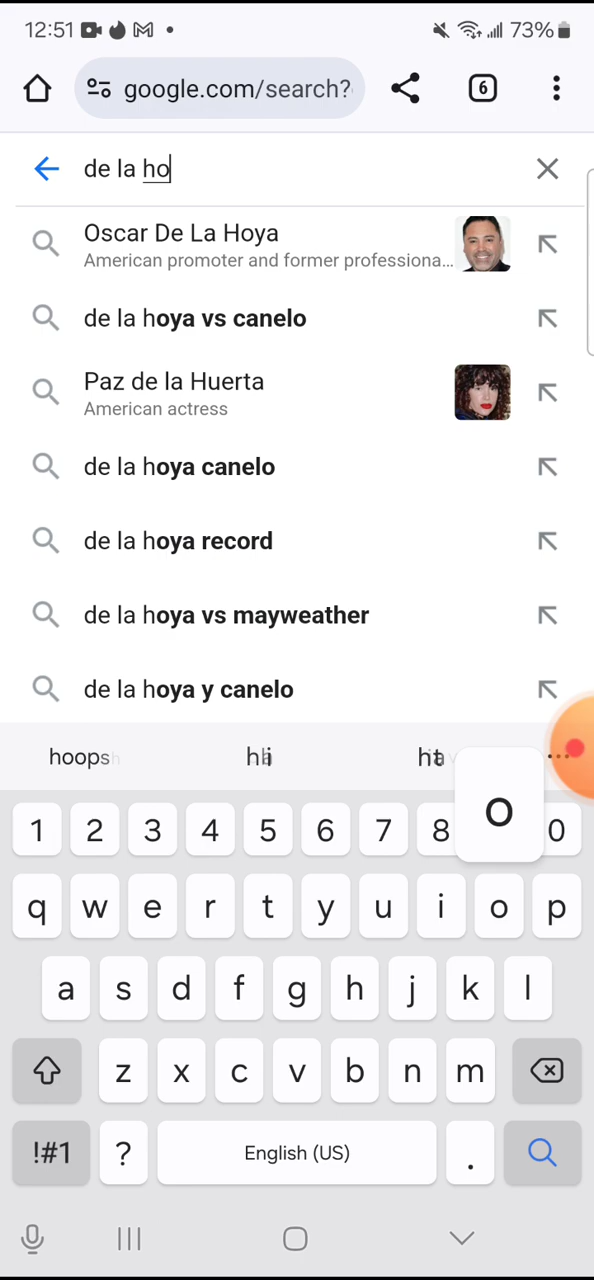 12:51 73%
google.com/search? 6
de la ho
Oscar De La Hoya
American promoter and former professiona...
de la hoya vs canelo
Paz de la Huerta
American actress
de la hoya canelo
de la hoya record
de la hoya vs mayweather
de la hoya y canelo
hoops
o
1 2 3 4 5 6 7 8 0
q w e r t y u i o p
a s d f g h j k l
z x c v b n m
!#1 ? English (US) .